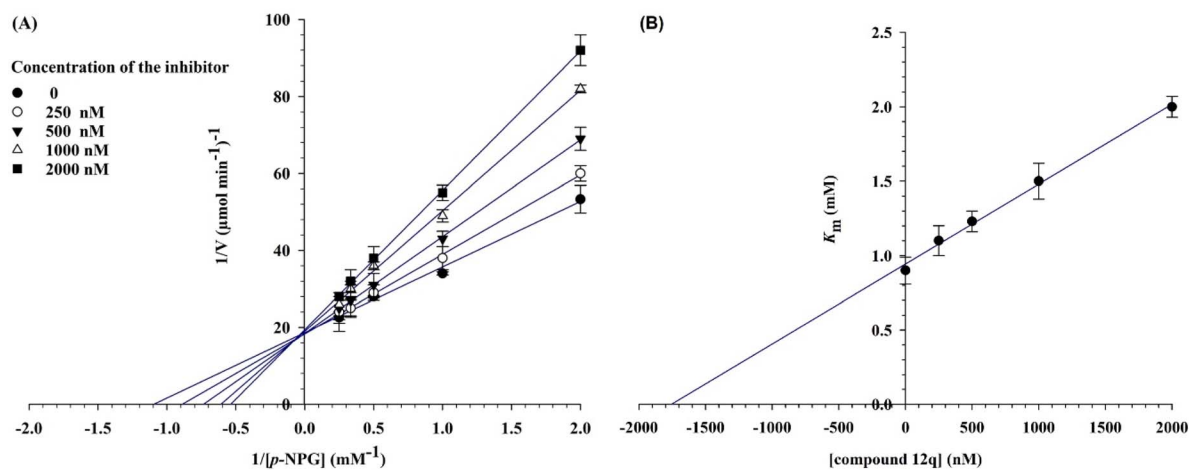 (A)
Concentration of the inhibitor
0
250 nM
500 nM
1000 nM
2000 nM
1/V (μmol min⁻¹)⁻¹
100
80
60
40
20
0
-2.0 -1.5 -1.0 -0.5 0.0 0.5 1.0 1.5 2.0
1/[p-NPG] (mM⁻¹)
(B)
Km (mM)
2.5
2.0
1.5
1.0
0.5
0.0
-2000 -1500 -1000 -500 0 500 1000 1500 2000
[compound 12q] (nM)